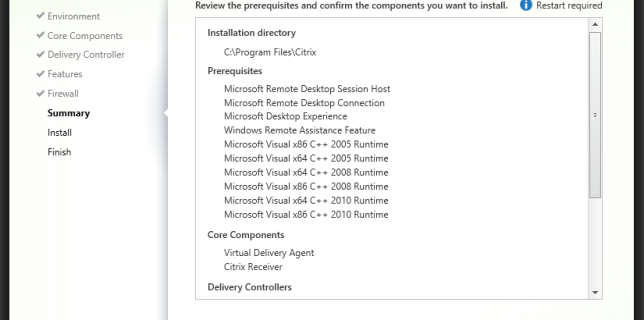 Environment
Core Components
Delivery Controller
Features
Firewall
Summary
Install
Finish
Review the prerequisites and confirm the components you want to install.
Restart required
Installation directory
C:\Program Files\Citrix
Prerequisites
Microsoft Remote Desktop Session Host
Microsoft Remote Desktop Connection
Microsoft Desktop Experience
Windows Remote Assistance Feature
Microsoft Visual x86 C++ 2005 Runtime
Microsoft Visual x64 C++ 2005 Runtime
Microsoft Visual x64 C++ 2008 Runtime
Microsoft Visual x86 C++ 2008 Runtime
Microsoft Visual x64 C++ 2010 Runtime
Microsoft Visual x86 C++ 2010 Runtime
Core Components
Virtual Delivery Agent
Citrix Receiver
Delivery Controllers